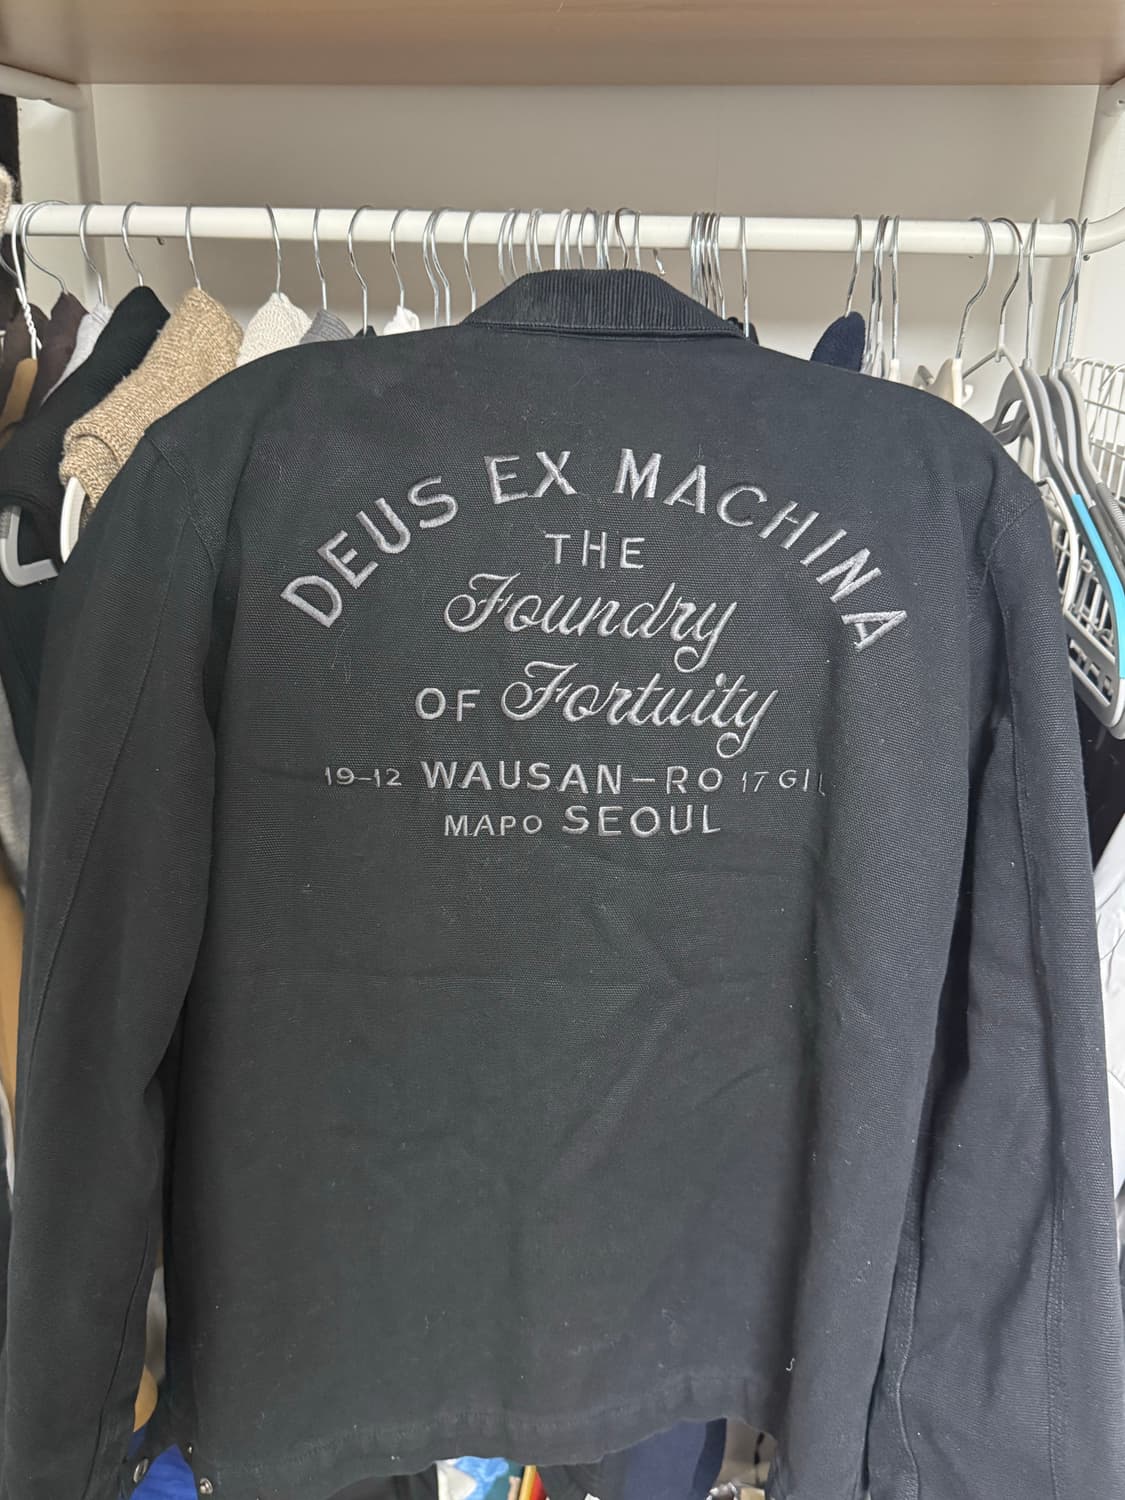 DEUS EX MACHINA
THE
Foundry
OF Fortuity
19-12 WAUSAN-RO 17 GIL
MAPO SEOUL